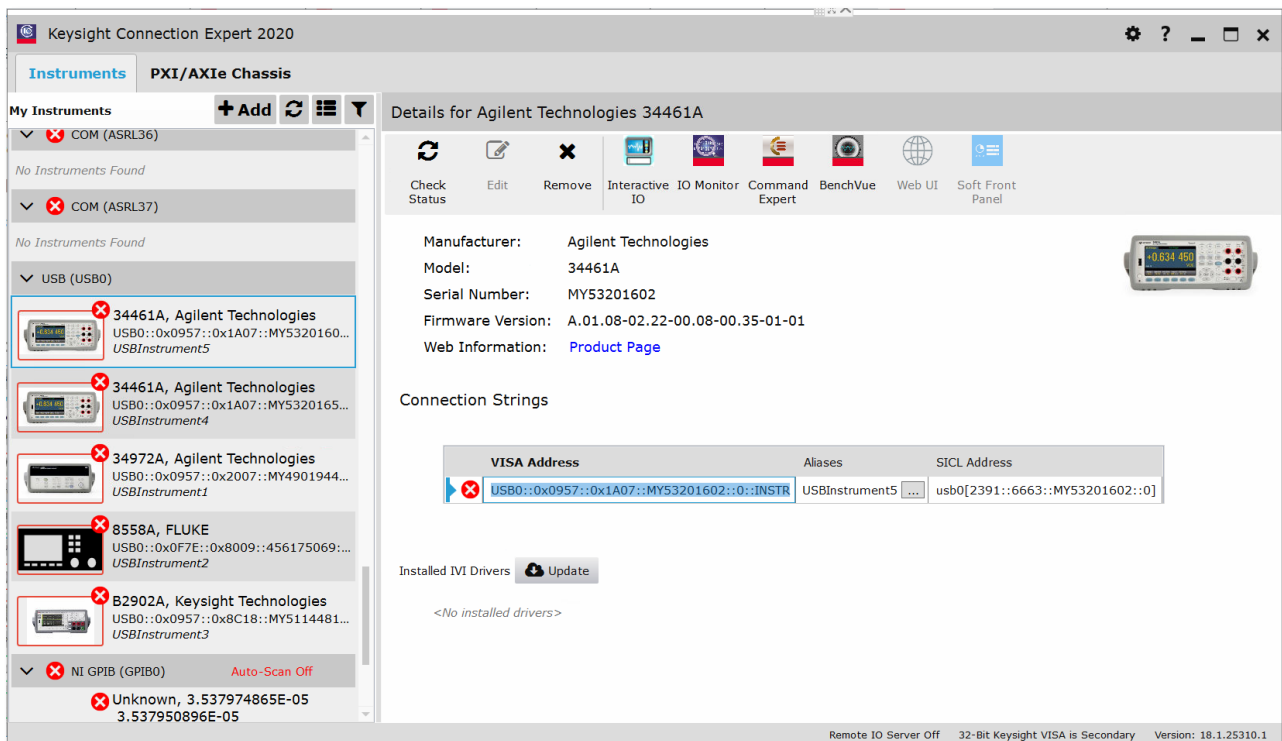 Keysight Connection Expert 2020
Instruments PXI/AXIe Chassis
My Instruments Add
COM (ASRL36)
No Instruments Found
COM (ASRL37)
No Instruments Found
USB (USB0)
34461A, Agilent Technologies
USB0::0x0957::0x1A07::MY5320160...
USBInstrument5
34461A, Agilent Technologies
USB0::0x0957::0x1A07::MY5320165...
USBInstrument4
34972A, Agilent Technologies
USB0::0x0957::0x2007::MY4901944...
USBInstrument1
8558A, FLUKE
USB0::0x0F7E::0x8009::456175069:...
USBInstrument2
B2902A, Keysight Technologies
USB0::0x0957::0x8C18::MY5114481...
USBInstrument3
NI GPIB (GPIB0) Auto-Scan Off
Unknown, 3.537974865E-05
3.537950896E-05
Details for Agilent Technologies 34461A
Check Status
Edit
Remove
Interactive IO
IO Monitor
Command Expert
BenchVue
Web UI
Soft Front Panel
Manufacturer: Agilent Technologies
Model: 34461A
Serial Number: MY53201602
Firmware Version: A.01.08-02.22-00.08-00.35-01-01
Web Information: Product Page
+0.634 450
Connection Strings
VISA Address Aliases SICL Address
USB0::0x0957::0x1A07::MY53201602::0::INSTR USBInstrument5 ... usb0[2391::6663::MY53201602::0]
Installed IVI Drivers Update
<No installed drivers>
Remote IO Server Off 32-Bit Keysight VISA is Secondary Version: 18.1.25310.1